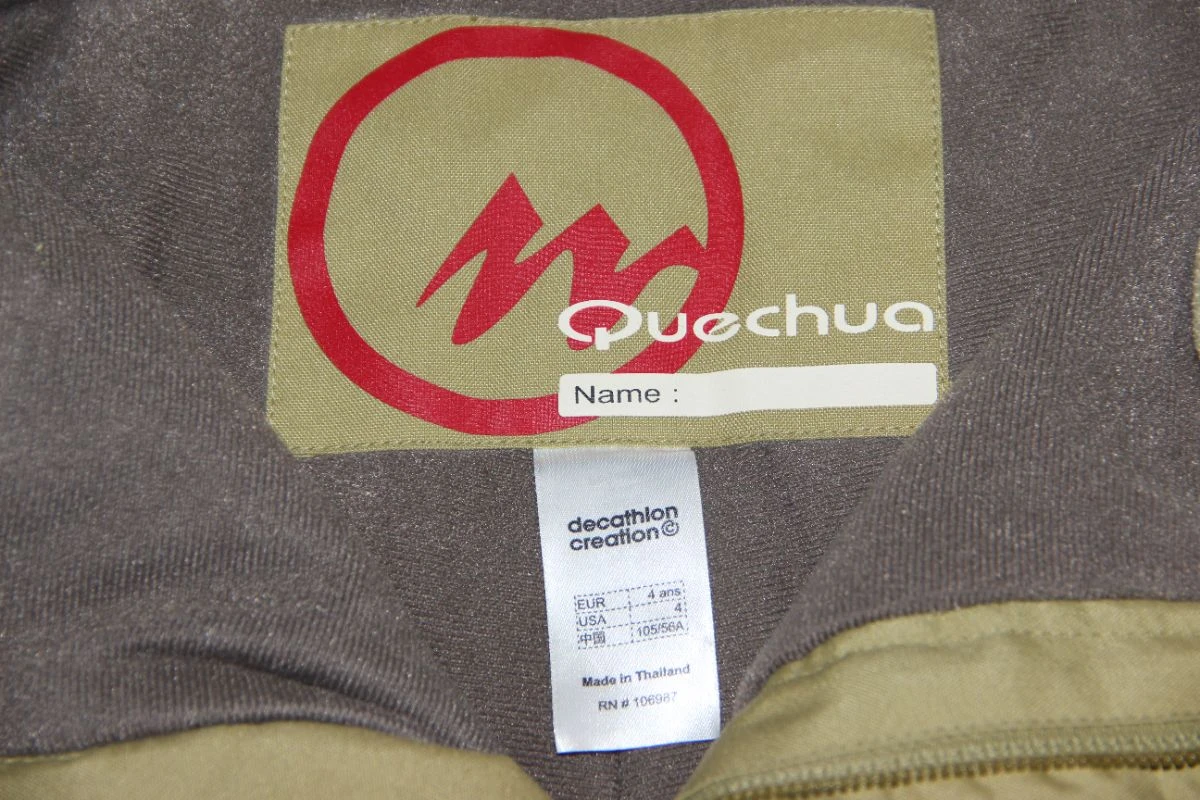 Quechua
Name :
decathlon
creation©
EUR 4 ans
USA 4
中国 105/56A
Made in Thailand
RN # 106987